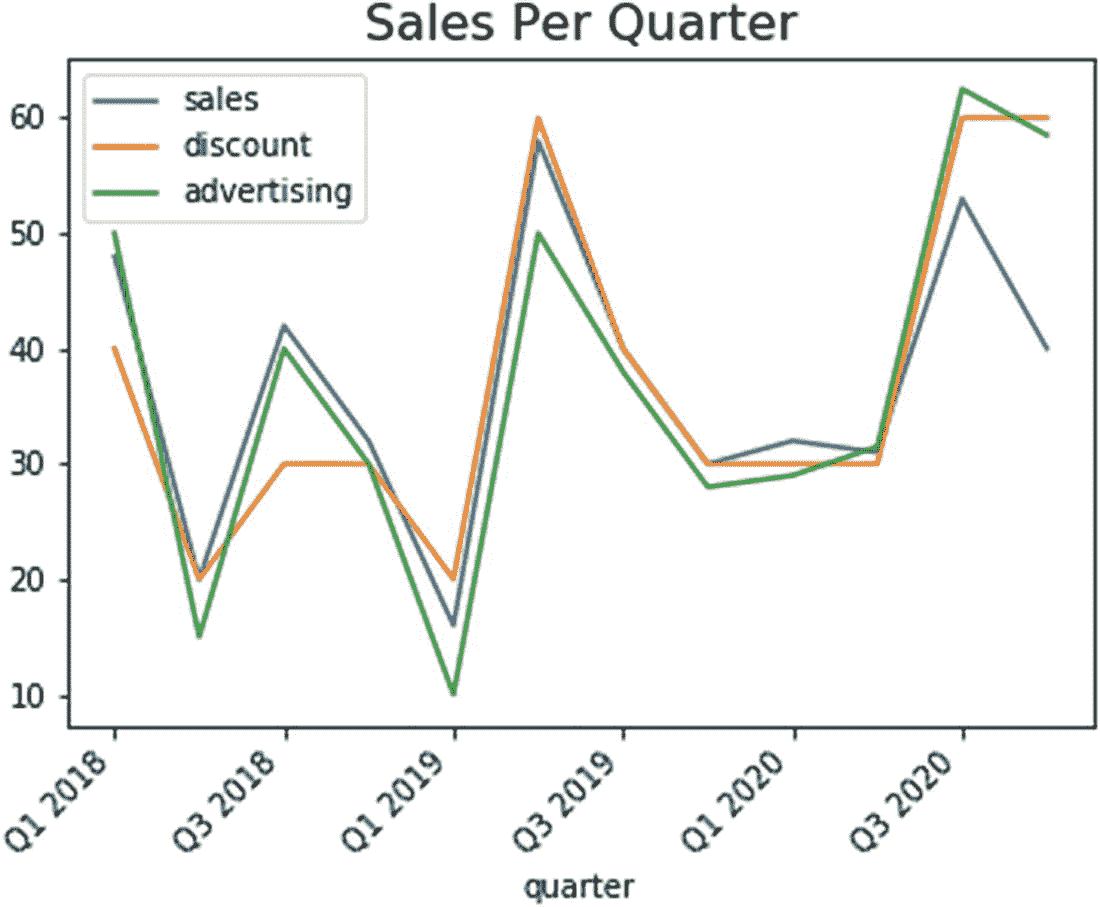 Sales Per Quarter
sales
discount
advertising
60
50
40
30
20
10
Q1 2018
Q3 2018
Q1 2019
Q3 2019
Q1 2020
Q3 2020
quarter